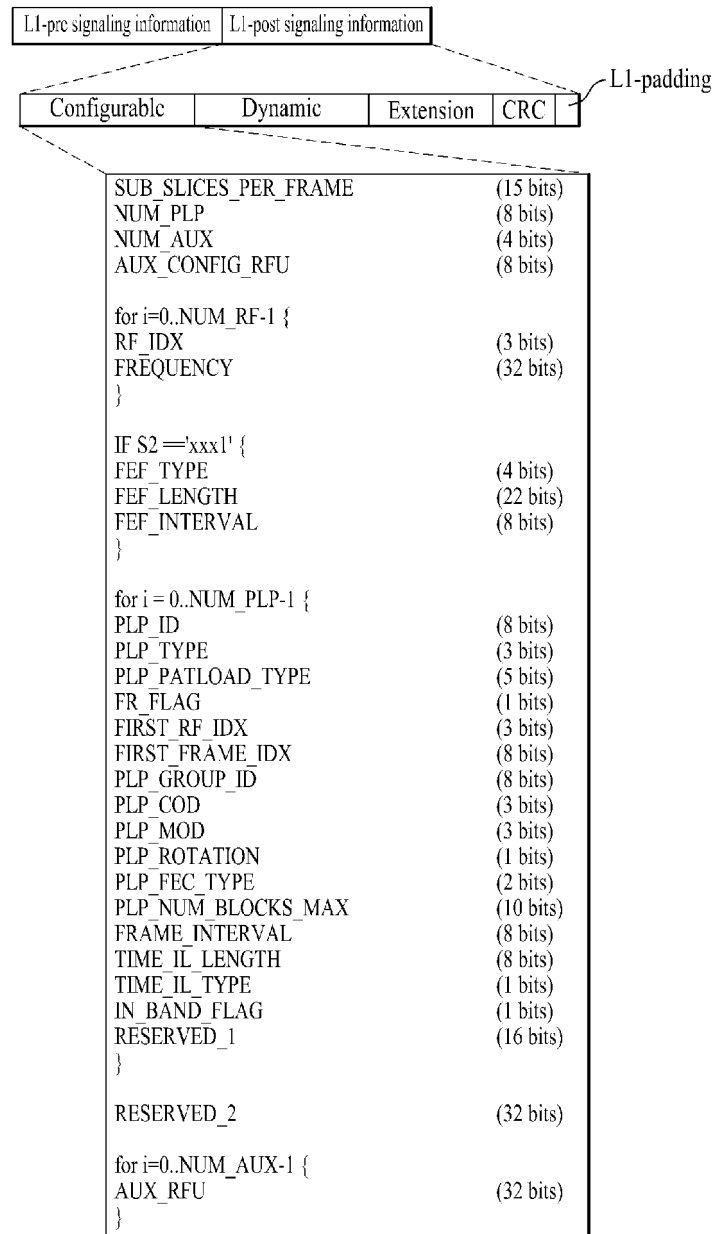 L1-pre signaling information L1-post signaling information
L1-padding
Configurable Dynamic Extension CRC
SUB_SLICES_PER_FRAME (15 bits)
NUM_PLP (8 bits)
NUM_AUX (4 bits)
AUX_CONFIG_RFU (8 bits)
for i=0..NUM_RF-1 {
RF_IDX (3 bits)
FREQUENCY (32 bits)
}
IF S2 =='xxx1' {
FEF_TYPE (4 bits)
FEF_LENGTH (22 bits)
FEF_INTERVAL (8 bits)
}
for i = 0..NUM_PLP-1 {
PLP_ID (8 bits)
PLP_TYPE (3 bits)
PLP_PATLOAD_TYPE (5 bits)
FR_FLAG (1 bits)
FIRST_RF_IDX (3 bits)
FIRST_FRAME_IDX (8 bits)
PLP_GROUP_ID (8 bits)
PLP_COD (3 bits)
PLP_MOD (3 bits)
PLP_ROTATION (1 bits)
PLP_FEC_TYPE (2 bits)
PLP_NUM_BLOCKS_MAX (10 bits)
FRAME_INTERVAL (8 bits)
TIME_IL_LENGTH (8 bits)
TIME_IL_TYPE (1 bits)
IN_BAND_FLAG (1 bits)
RESERVED_1 (16 bits)
}
RESERVED_2 (32 bits)
for i=0..NUM_AUX-1 {
AUX_RFU (32 bits)
}